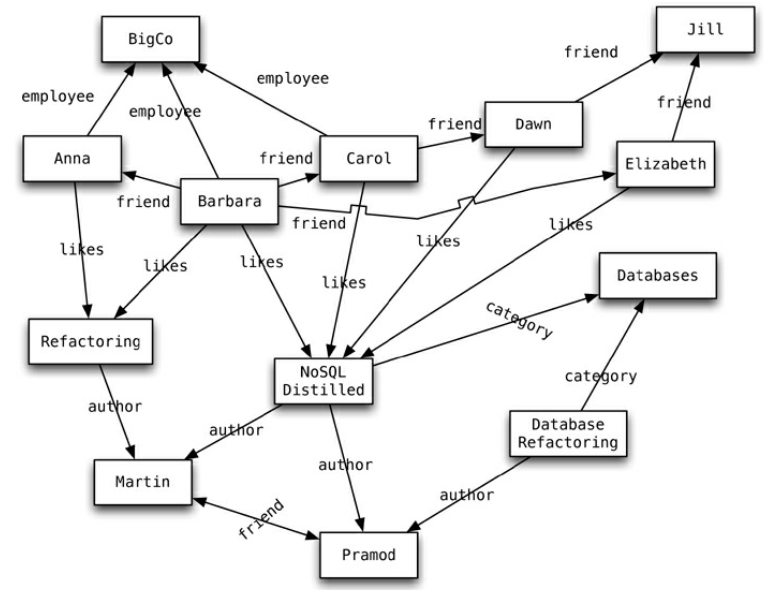 BigCo
Jill
friend
employee
employee
friend
employee
friend
Dawn
Anna
friend
Carol
Elizabeth
friend
Barbara
friend
likes
likes
likes
likes
likes
likes
Databases
category
Refactoring
NoSQL
Distilled
category
author
author
Database
Refactoring
author
Martin
author
friend
Pramod